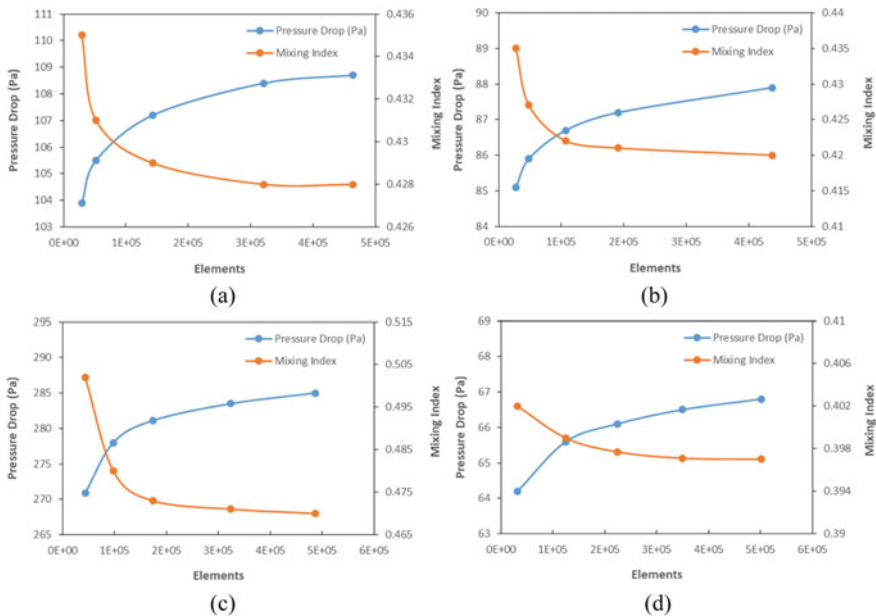 Pressure Drop (Pa)
110
109
108
107
106
105
104
103
Pressure Drop (Pa)
Mixing Index
0.436
0.434
0.432
0.43
0.428
0.426
Mixing Index
0E+00 1E+05 2E+05 3E+05 4E+05 5E+05
Elements
(a)
Pressure Drop (Pa)
90
89
88
87
86
85
84
Pressure Drop (Pa)
Mixing Index
0.44
0.435
0.43
0.425
0.42
0.415
0.41
Mixing Index
0E+00 1E+05 2E+05 3E+05 4E+05 5E+05
Elements
(b)
Pressure Drop (Pa)
295
290
285
280
275
270
265
Pressure Drop (Pa)
Mixing Index
0.515
0.505
0.495
0.485
0.475
0.465
Mixing Index
0E+00 1E+05 2E+05 3E+05 4E+05 5E+05 6E+05
Elements
(c)
Pressure Drop (Pa)
69
68
67
66
65
64
63
Pressure Drop (Pa)
Mixing Index
0.41
0.406
0.402
0.398
0.394
0.39
Mixing Index
0E+00 1E+05 2E+05 3E+05 4E+05 5E+05 6E+05
Elements
(d)